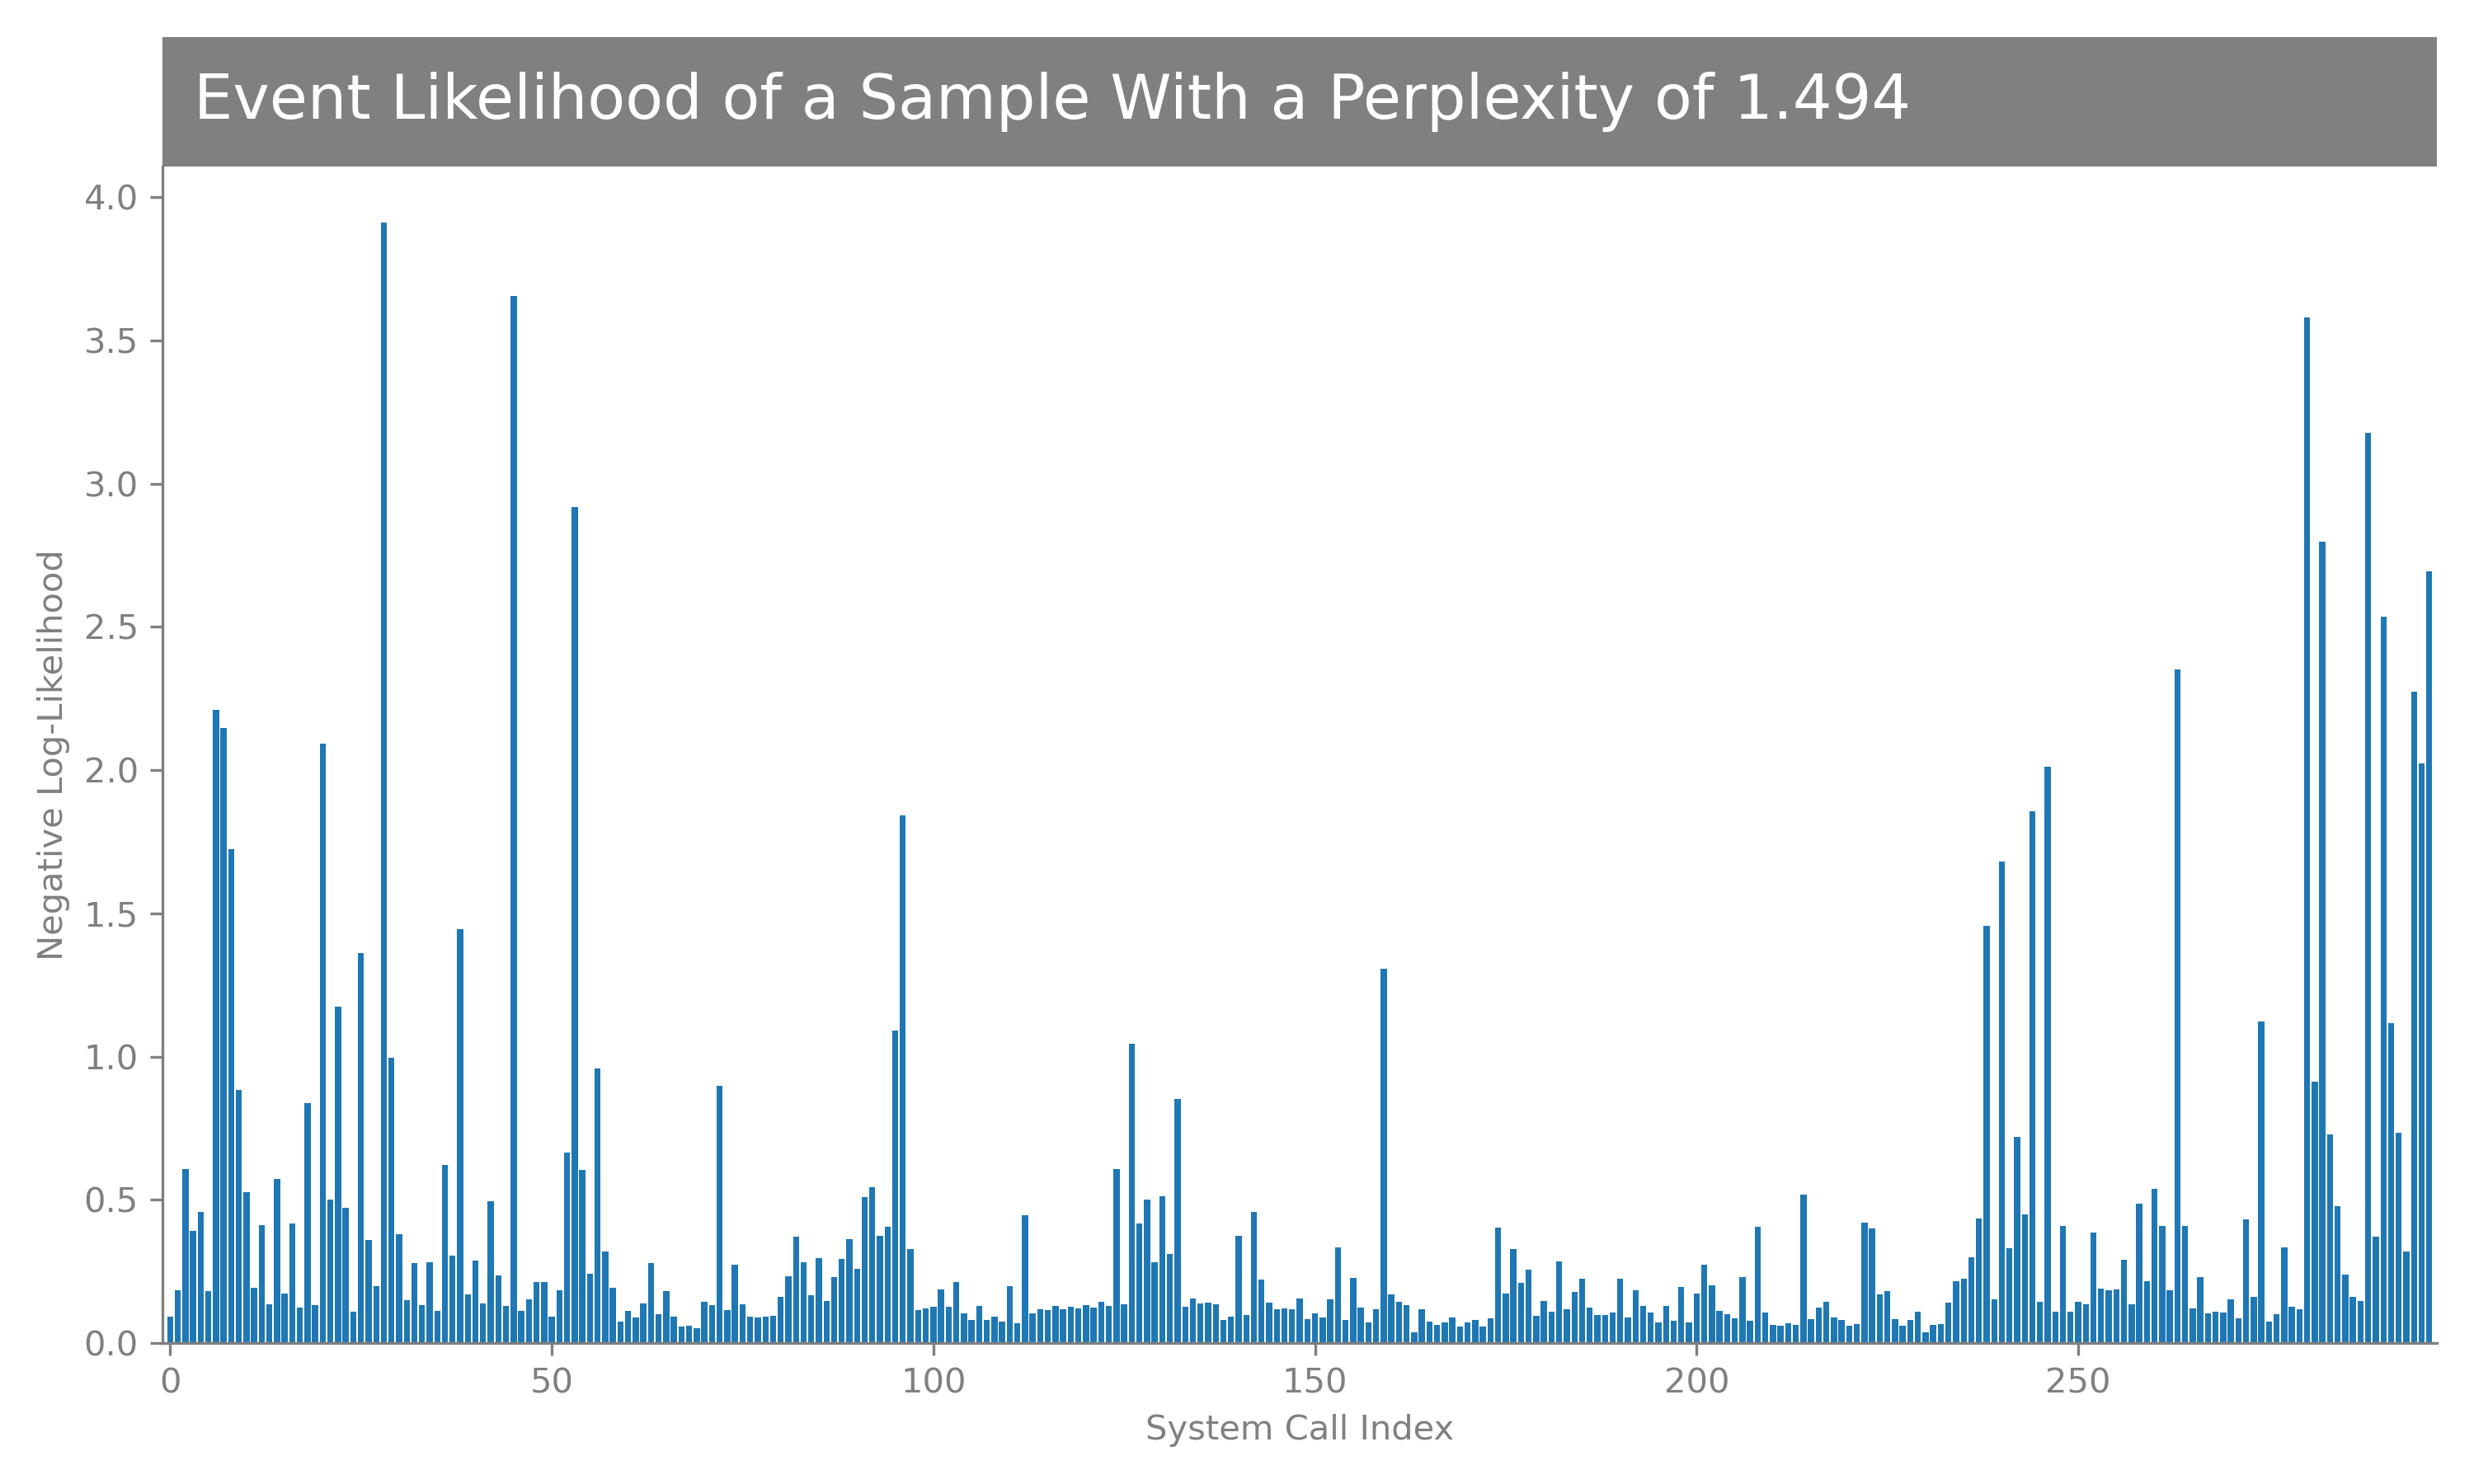 Event Likelihood of a Sample With a Perplexity of 1.494
4.0
3.5
3.0
2.5
2.0
1.5
1.0
0.5
0.0
Negative Log-Likelihood
0 50 100 150 200 250
System Call Index